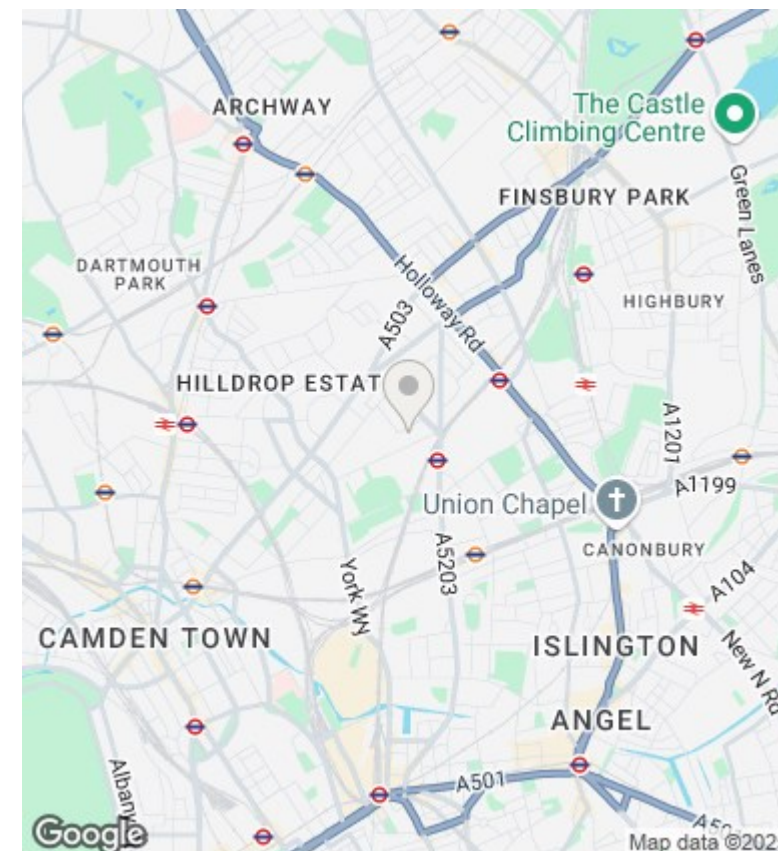 ARCHWAY
The Castle
Climbing Centre
FINSBURY PARK
Green Lanes
DARTMOUTH
PARK
Holloway Rd
HIGHBURY
A503
HILLDROP ESTAT
A1201
Union Chapel
A1199
CANONBURY
York Wy
A5203
A104
CAMDEN TOWN
ISLINGTON
New N Rd
ANGEL
Albany
A501
Google
Map data ©202